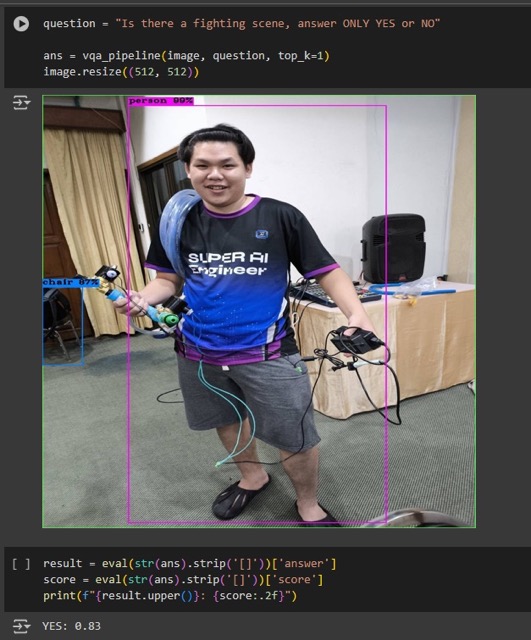 question = "Is there a fighting scene, answer ONLY YES or NO"
ans = vqa_pipeline(image, question, top_k=1)
image.resize((512, 512))
person 99%
SUPER AI
Engineer
chair 87%
[ ] result = eval(str(ans).strip('[]'))['answer']
score = eval(str(ans).strip('[]'))['score']
print(f"{result.upper()}: {score:.2f}")
YES: 0.83